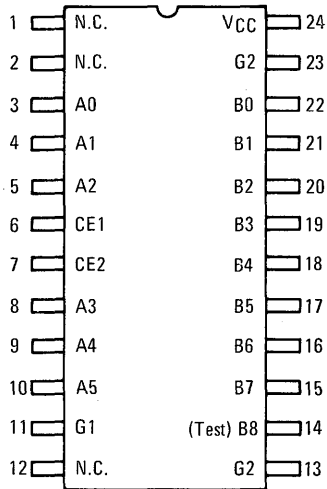 1 N.C. VCC 24
2 N.C. G2 23
3 A0 B0 22
4 A1 B1 21
5 A2 B2 20
6 CE1 B3 19
7 CE2 B4 18
8 A3 B5 17
9 A4 B6 16
10 A5 B7 15
11 G1 (Test) B8 14
12 N.C. G2 13